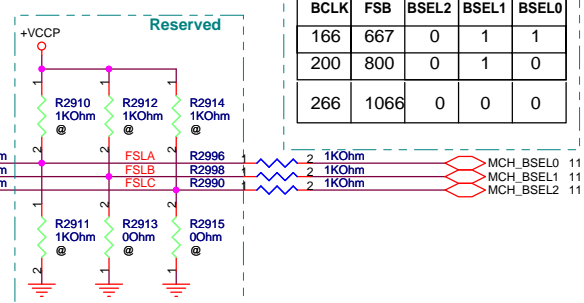 Reserved
+VCCP
BCLK FSB BSEL2 BSEL1 BSEL0
166 667 0 1 1
200 800 0 1 0
266 1066 0 0 0
1 1 1
R2910 R2912 R2914
1KOhm 1KOhm 1KOhm
@ @ @
2 2 2
m FSLA R2996 1 2 1KOhm MCH_BSEL0 11
m FSLB R2998 1 2 1KOhm MCH_BSEL1 11
m FSLC R2990 1 2 1KOhm MCH_BSEL2 11
1 2 2
R2911 R2913 R2915
1KOhm 0Ohm 0Ohm
@ @ @
2 1 1